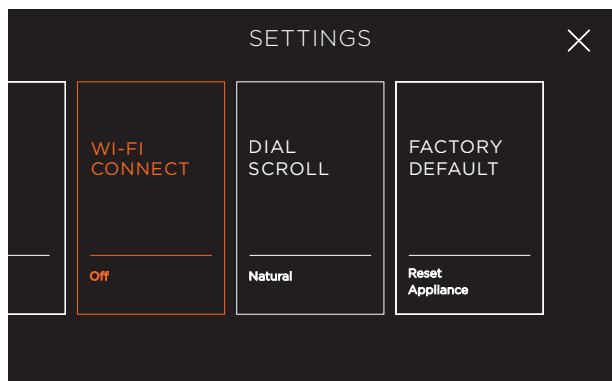 SETTINGS
WI-FI
CONNECT
Off
DIAL
SCROLL
Natural
FACTORY
DEFAULT
Reset
Appliance